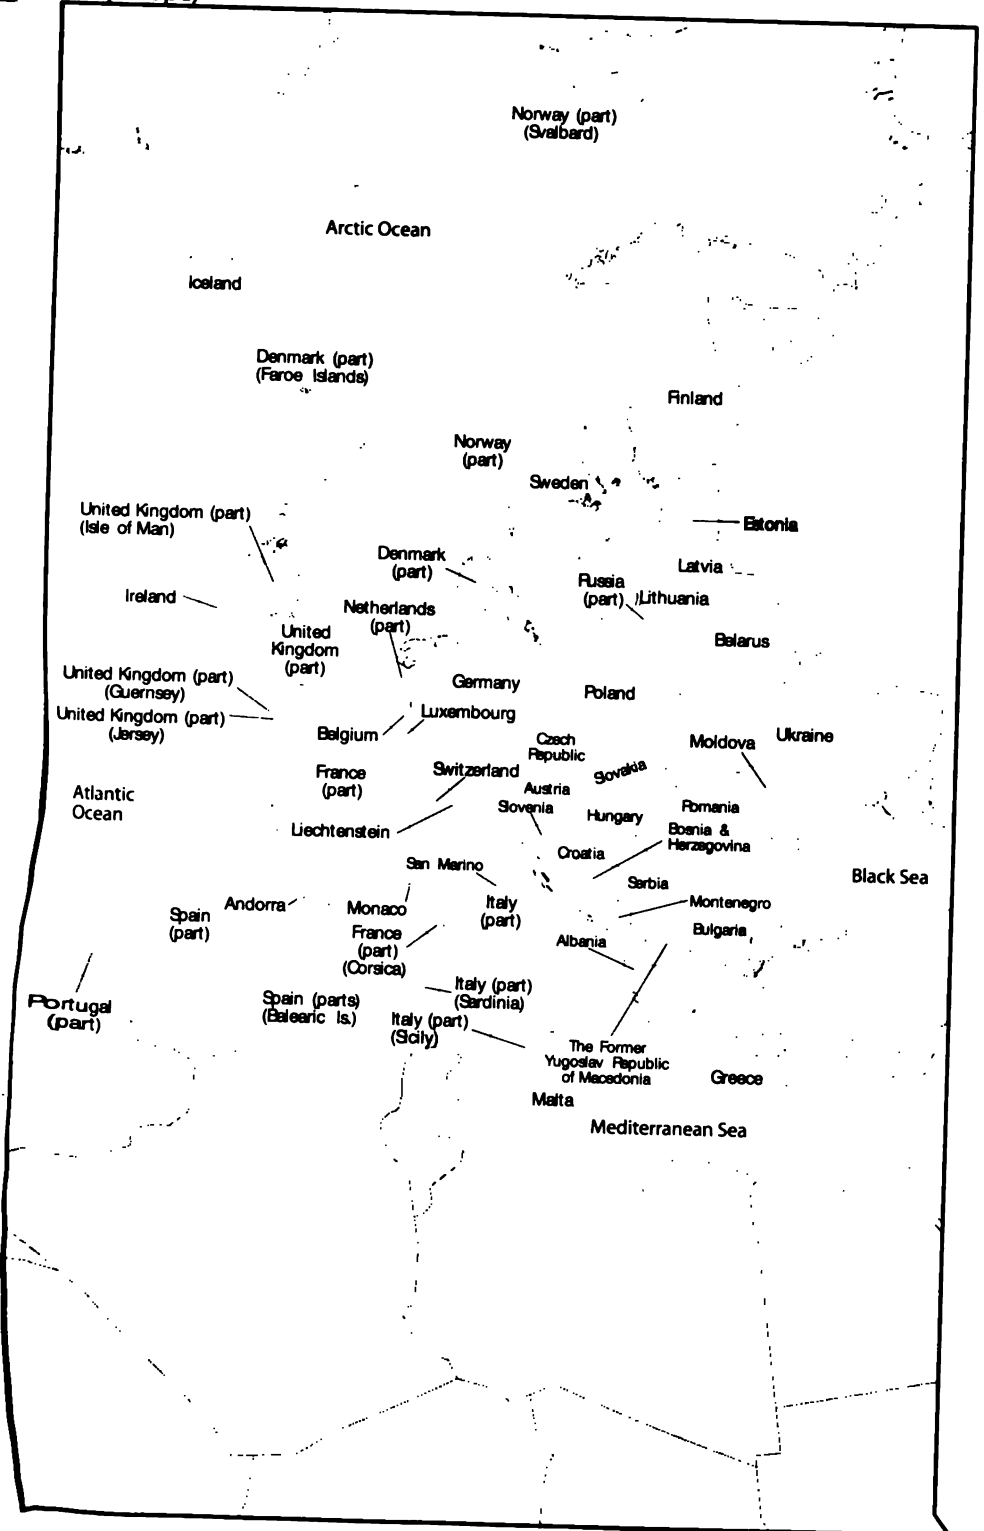 Norway (part)
(Svalbard)
Arctic Ocean
Iceland
Denmark (part)
(Faroe Islands)
Finland
Norway
(part)
Sweden
United Kingdom (part)
(Isle of Man)
Estonia
Denmark
(part)
Latvia
Russia
(part)
Lithuania
Ireland
Netherlands
(part)
United
Kingdom
(part)
Belarus
United Kingdom (part)
(Guernsey)
Germany
Poland
United Kingdom (part)
(Jersey)
Luxembourg
Belgium
Czech
Republic
Moldova
Ukraine
France
(part)
Switzerland
Slovakia
Austria
Atlantic
Ocean
Slovenia
Hungary
Romania
Liechtenstein
Bosnia &
Herzegovina
Croatia
San Marino
Serbia
Black Sea
Andorra
Monaco
Italy
(part)
Montenegro
Spain
(part)
France
(part)
(Corsica)
Albania
Bulgaria
Portugal
(part)
Spain (parts)
(Balearic Is.)
Italy (part)
(Sardinia)
Italy (part)
(Sicily)
The Former
Yugoslav Republic
of Macedonia
Greece
Malta
Mediterranean Sea